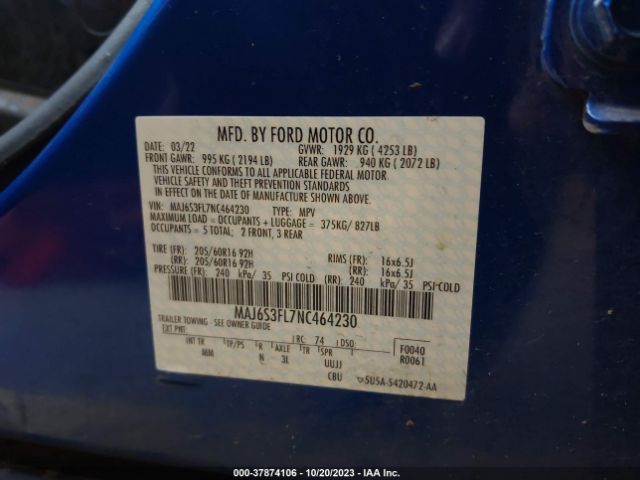 MFD. BY FORD MOTOR CO.
DATE: 03/22 GVWR: 1929 KG ( 4253 LB)
FRONT GAWR: 995 KG ( 2194 LB) REAR GAWR: 940 KG ( 2072 LB)
THIS VEHICLE CONFORMS TO ALL APPLICABLE FEDERAL MOTOR
VEHICLE SAFETY AND THEFT PREVENTION STANDARDS
IN EFFECT ON THE DATE OF MANUFACTURE SHOWN ABOVE.
VIN: MAJ6S3FL7NC464230 TYPE: MPV
MAXIMUM LOAD = OCCUPANTS + LUGGAGE = 375KG/ 827LB
OCCUPANTS = 5 TOTAL; 2 FRONT, 3 REAR
TIRE (FR): 205/60R16 92H RIMS (FR): 16x6.5J
(RR): 205/60R16 92H (RR): 16x6.5J
PRESSURE (FR): 240 kPa/ 35 PSI COLD (RR): 240 kPa/ 35 PSI-COLD
MAJ6S3FL7NC464230
TRAILER TOWING - SEE OWNER GUIDE
EXT PNT: RC: 74 DSO: F0040
INT TR TP/PS R AXLE TR SPR R0061
MM N 3L UUJJ
CBU 5U5A-S420472-AA
000-37874106 - 10/20/2023 - IAA Inc.